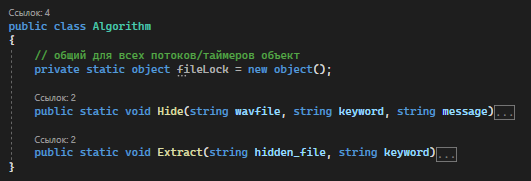 Ссылок: 4
public class Algorithm
{
// общий для всех потоков/таймеров объект
private static object fileLock = new object();
Ссылок: 2
public static void Hide(string wavfile, string keyword, string message)...
Ссылок: 2
public static void Extract(string hidden_file, string keyword)...
}